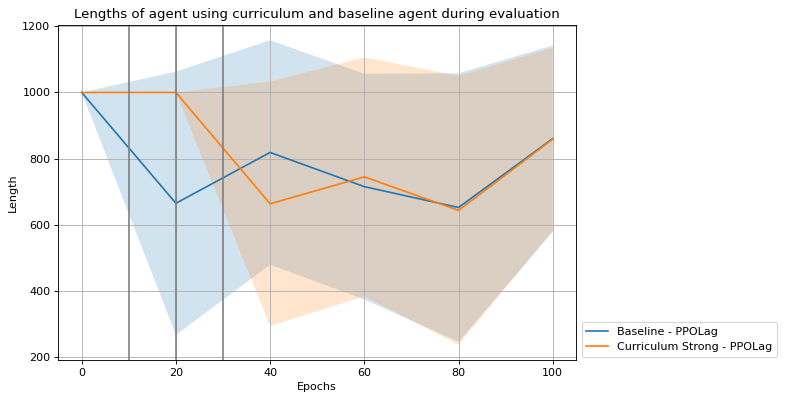 Lengths of agent using curriculum and baseline agent during evaluation
1200
1000
800
600
400
200
Length
0 20 40 60 80 100
Epochs
Baseline - PPOLag
Curriculum Strong - PPOLag